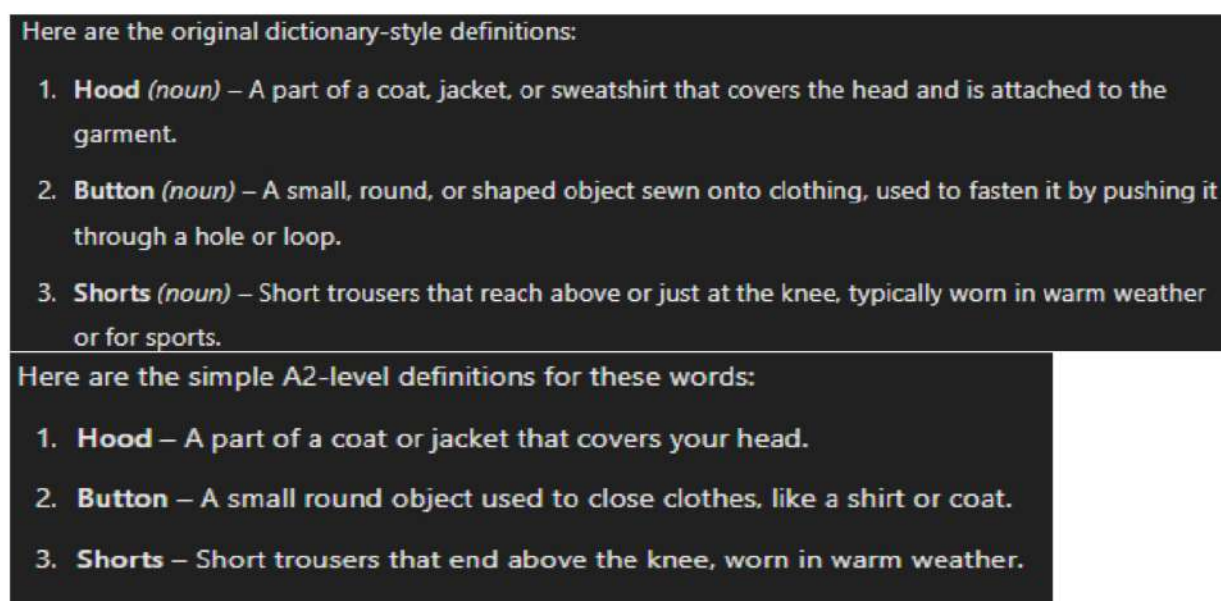 Here are the original dictionary-style definitions:
1. Hood (noun) – A part of a coat, jacket, or sweatshirt that covers the head and is attached to the
garment.
2. Button (noun) – A small, round, or shaped object sewn onto clothing, used to fasten it by pushing it
through a hole or loop.
3. Shorts (noun) – Short trousers that reach above or just at the knee, typically worn in warm weather
or for sports.
Here are the simple A2-level definitions for these words:
1. Hood – A part of a coat or jacket that covers your head.
2. Button – A small round object used to close clothes, like a shirt or coat.
3. Shorts – Short trousers that end above the knee, worn in warm weather.